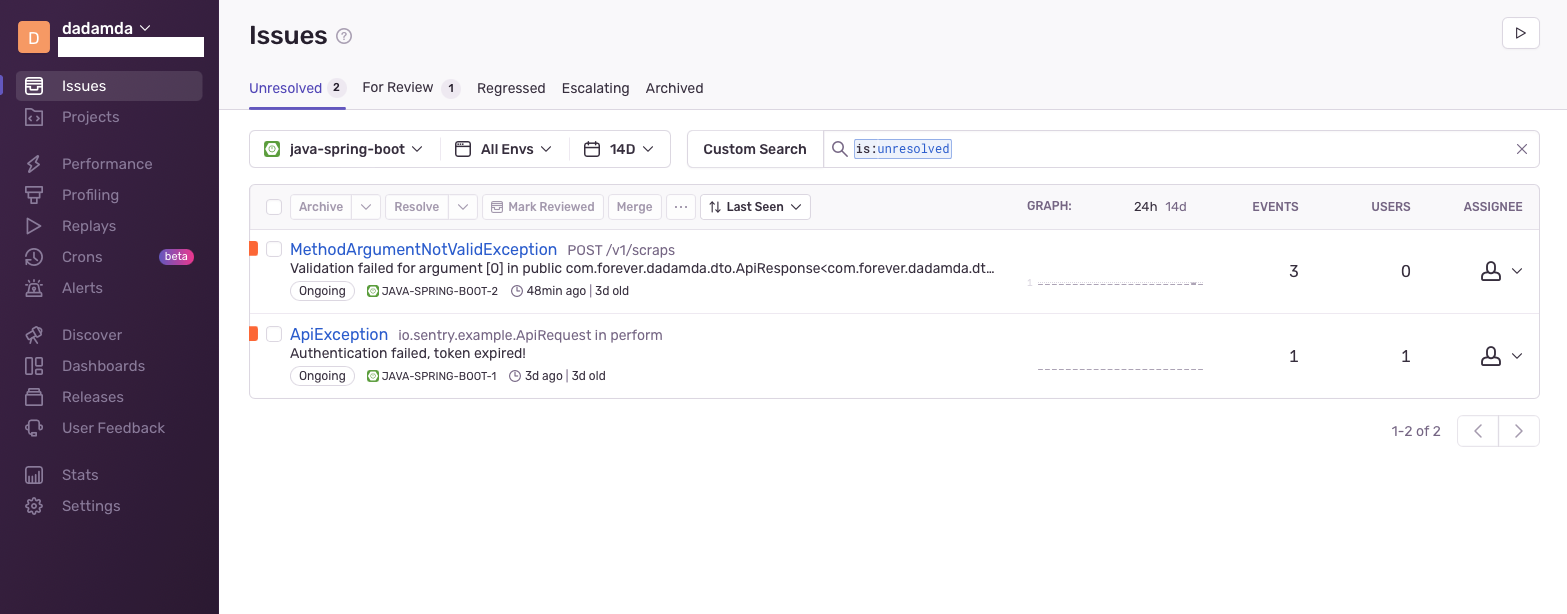 D
dadamda
Issues
Projects
Performance
Profiling
Replays
Crons beta
Alerts
Discover
Dashboards
Releases
User Feedback
Stats
Settings
Issues ?
Unresolved 2 For Review 1 Regressed Escalating Archived
java-spring-boot All Envs 14D Custom Search is:unresolved
Archive Resolve Mark Reviewed Merge ... Last Seen GRAPH: 24h 14d EVENTS USERS ASSIGNEE
MethodArgumentNotValidException POST /v1/scraps
Validation failed for argument [0] in public com.forever.dadamda.dto.ApiResponse<com.forever.dadamda.dt…
1 3 0
Ongoing JAVA-SPRING-BOOT-2 48min ago | 3d old
ApiException io.sentry.example.ApiRequest in perform
Authentication failed, token expired!
1 1
Ongoing JAVA-SPRING-BOOT-1 3d ago | 3d old
1-2 of 2